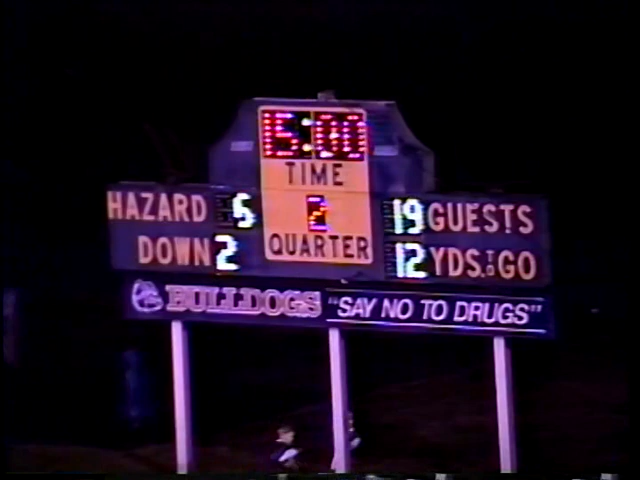 15:00
TIME
HAZARD 6 2 19 GUESTS
DOWN 2 QUARTER 12 YDS. TO GO
BULLDOGS "SAY NO TO DRUGS"